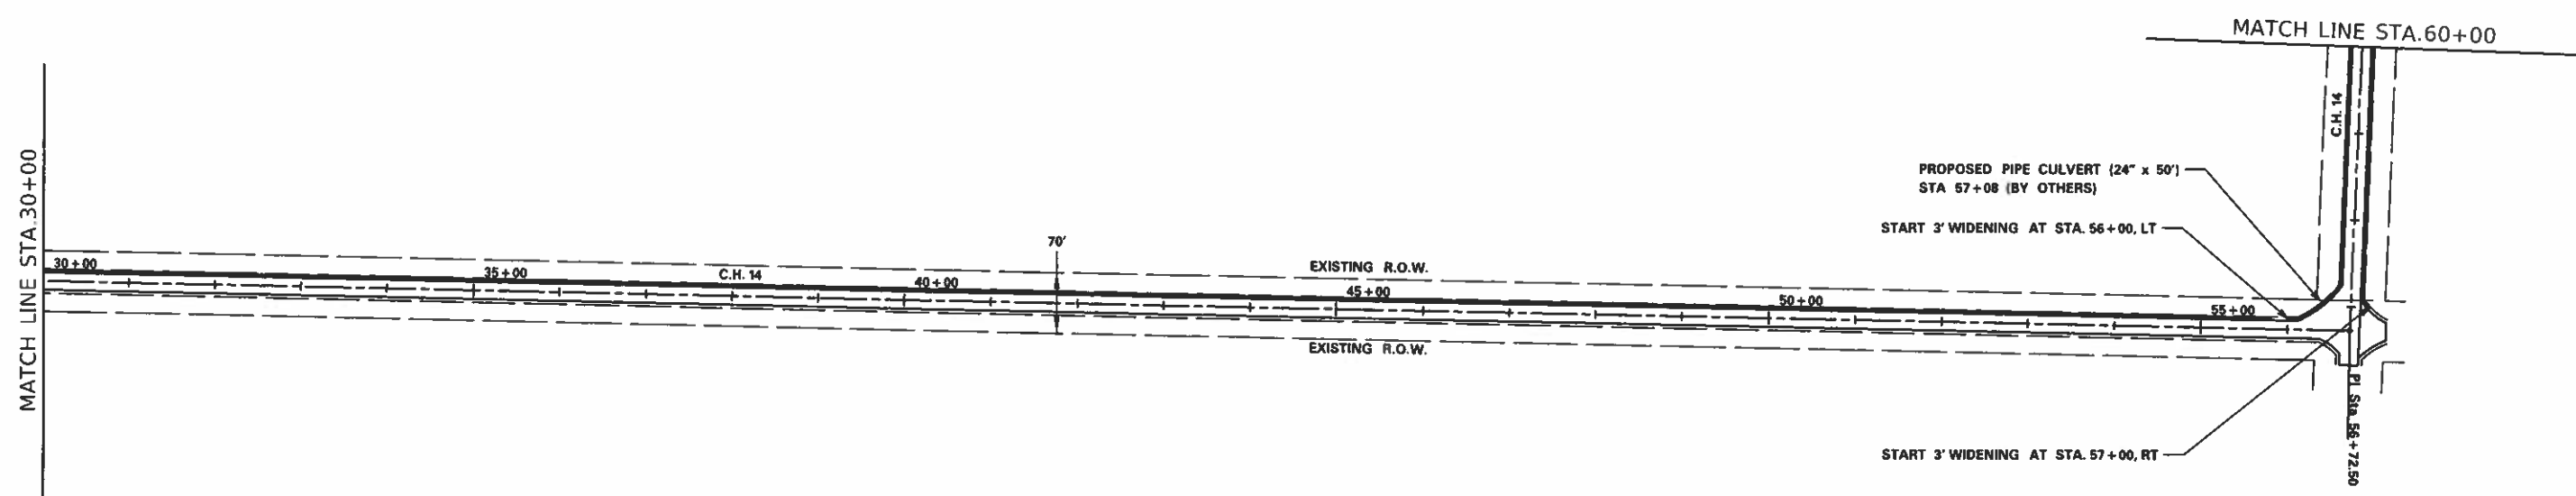 MATCH LINE STA.60+00
C.H. 14
PROPOSED PIPE CULVERT (24" x 50')
STA 57+08 (BY OTHERS)
START 3' WIDENING AT STA. 56+00, LT
MATCH LINE STA.30+00
70'
30+00
35+00
C.H. 14
40+00
EXISTING R.O.W.
45+00
50+00
55+00
EXISTING R.O.W.
PI Sta 56+72.50
START 3' WIDENING AT STA. 57+00, RT